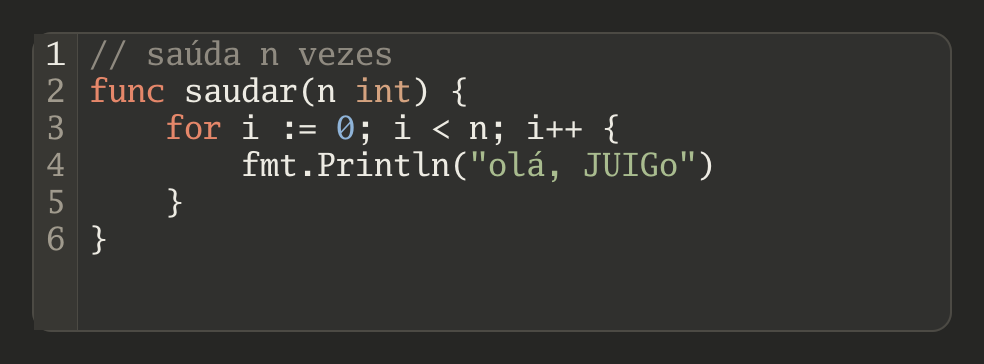 1 // saúda n vezes
2 func saudar(n int) {
3     for i := 0; i < n; i++ {
4         fmt.Println("olá, JUIGo")
5     }
6 }